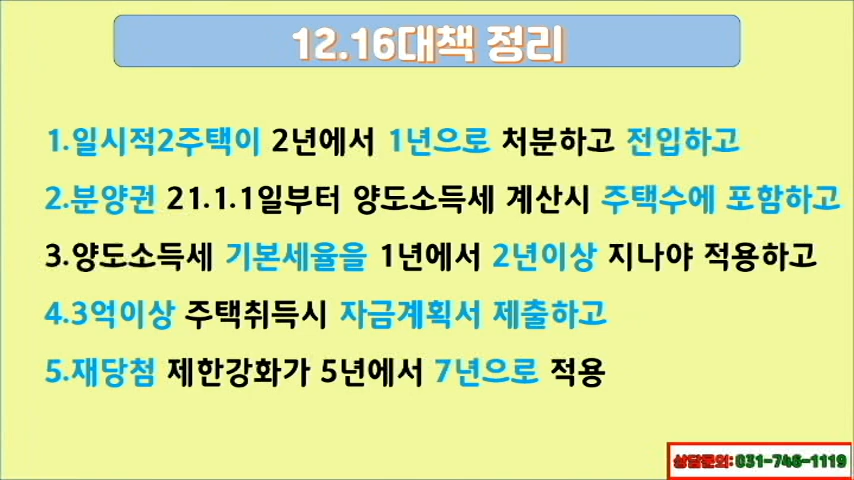 12.16대책 정리
1.일시적2주택이 2년에서 1년으로 처분하고 전입하고
2.분양권 21.1.1일부터 양도소득세 계산시 주택수에 포함하고
3.양도소득세 기본세율을 1년에서 2년이상 지나야 적용하고
4.3억이상 주택취득시 자금계획서 제출하고
5.재당첨 제한강화가 5년에서 7년으로 적용
상담문의:031-746-1119